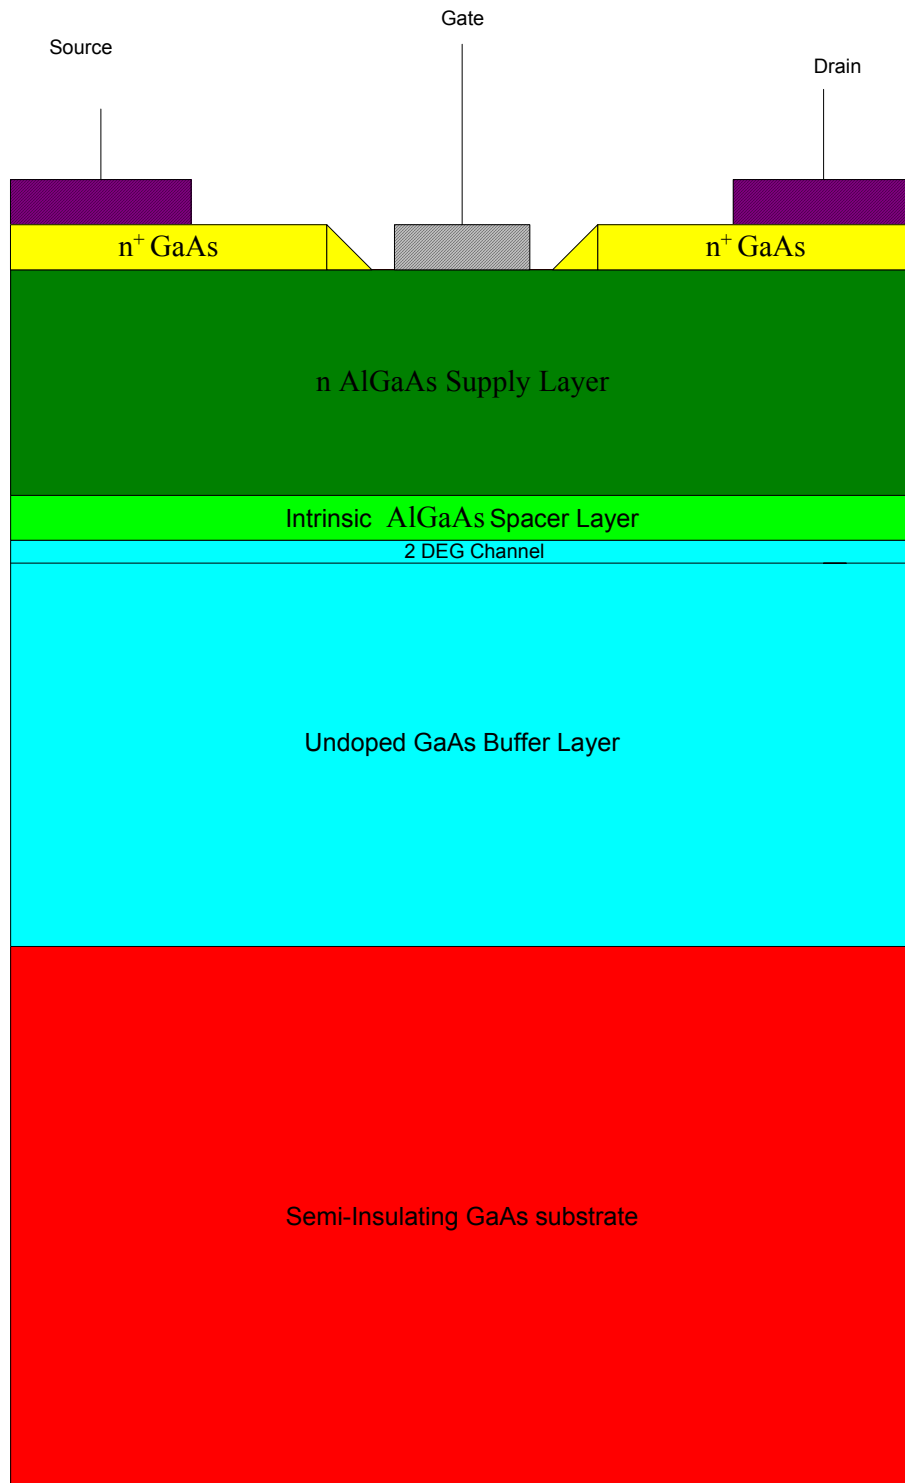 Gate
Source
Drain
n⁺ GaAs
n⁺ GaAs
n AlGaAs Supply Layer
Intrinsic AlGaAs Spacer Layer
2 DEG Channel
Undoped GaAs Buffer Layer
Semi-Insulating GaAs substrate